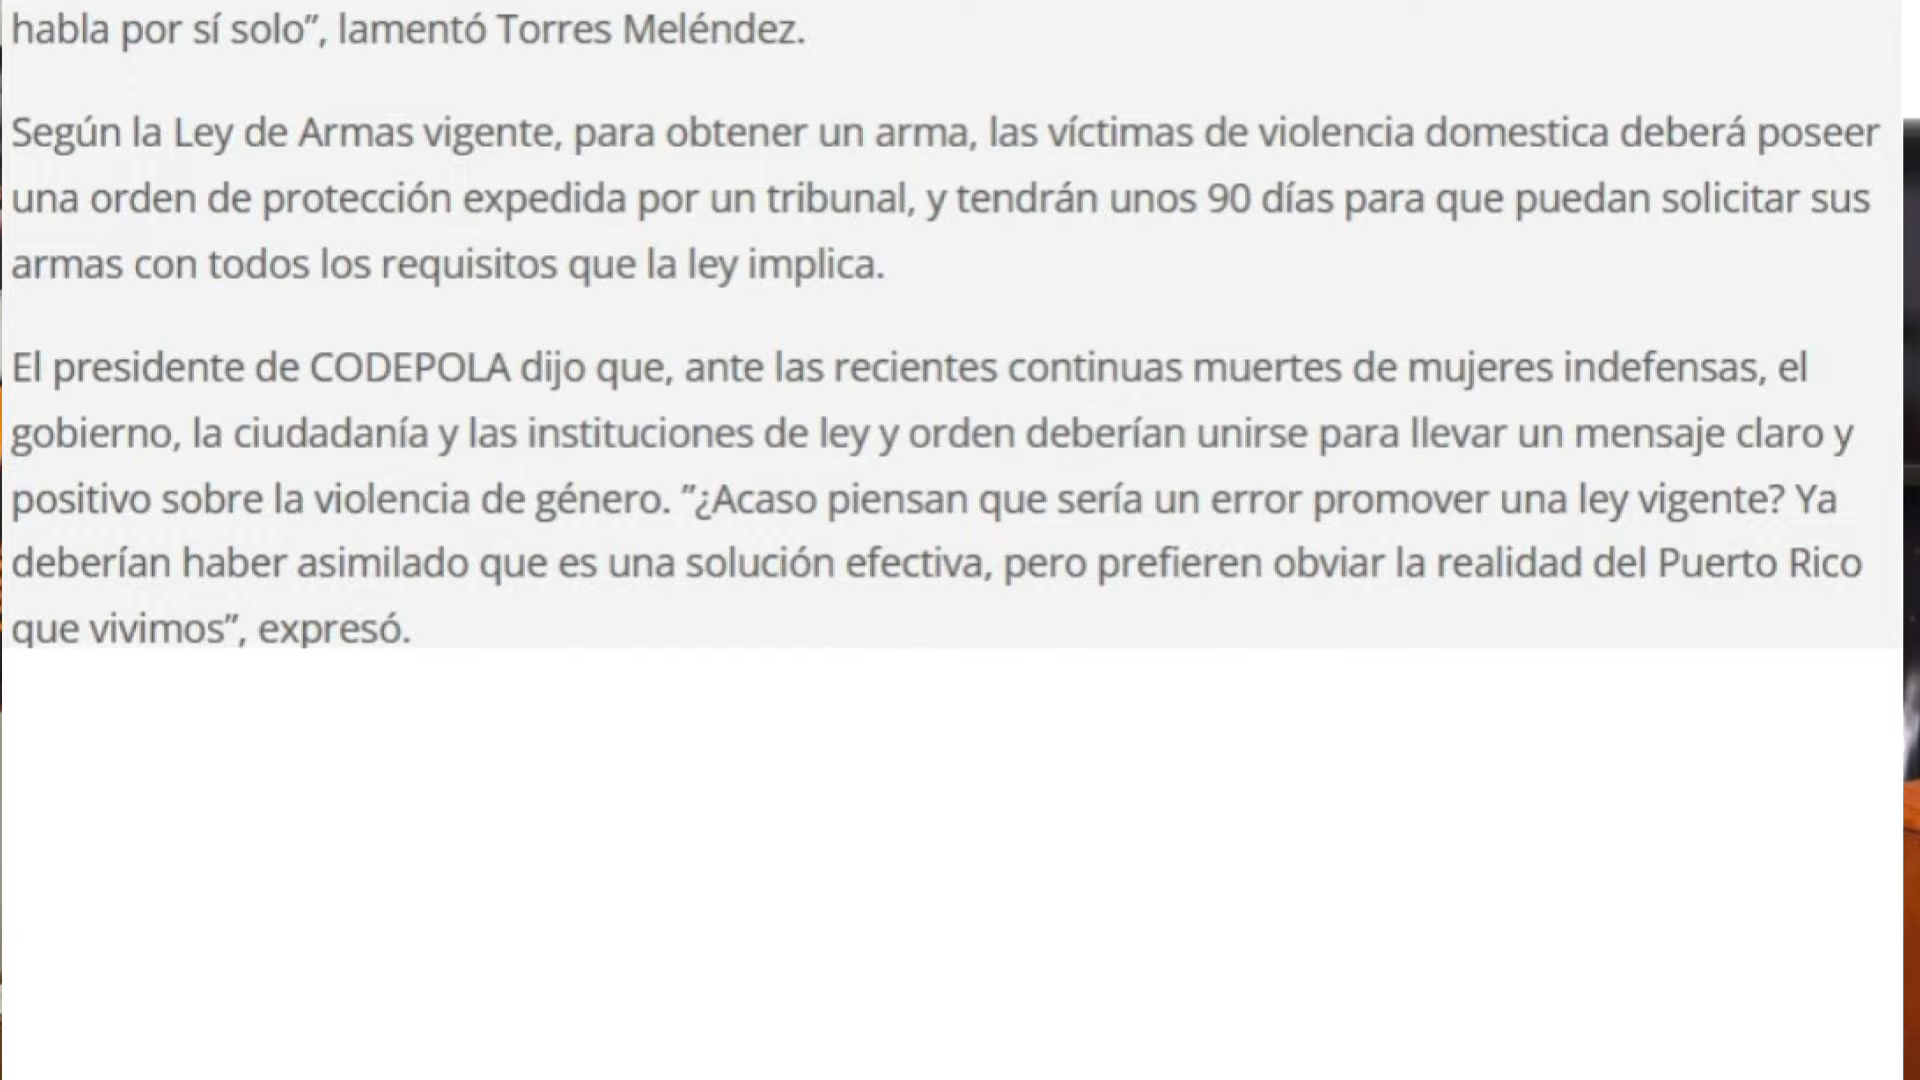 habla por sí solo”, lamentó Torres Meléndez.
Según la Ley de Armas vigente, para obtener un arma, las víctimas de violencia domestica deberá poseer
una orden de protección expedida por un tribunal, y tendrán unos 90 días para que puedan solicitar sus
armas con todos los requisitos que la ley implica.
El presidente de CODEPOLA dijo que, ante las recientes continuas muertes de mujeres indefensas, el
gobierno, la ciudadanía y las instituciones de ley y orden deberían unirse para llevar un mensaje claro y
positivo sobre la violencia de género. ”¿Acaso piensan que sería un error promover una ley vigente? Ya
deberían haber asimilado que es una solución efectiva, pero prefieren obviar la realidad del Puerto Rico
que vivimos”, expresó.